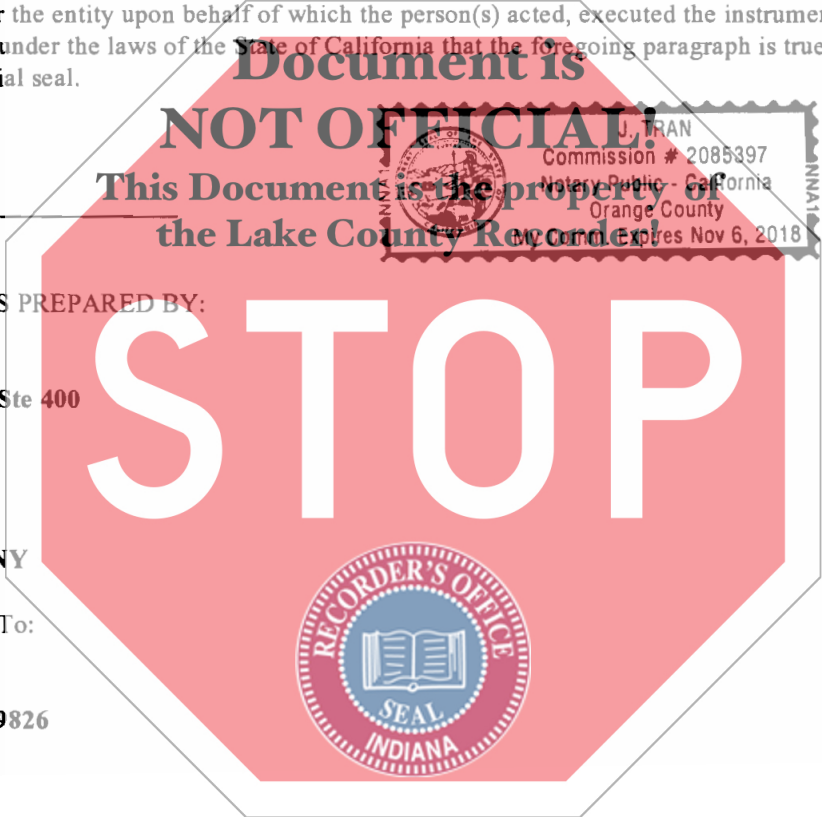 r the entity upon behalf of which the person(s) acted, executed the instrumen
under the laws of the State of California that the foregoing paragraph is true
ial seal.
Document is
NOT OFFICIAL!
This Document is the property of
the Lake County Recorder!
J. TRAN
Commission # 2085397
Notary Public - California
Orange County
My Comm. Expires Nov 6, 2018
NNA1
NNA1
S PREPARED BY:
STOP
Ste 400
NY
To:
9826
RECORDER'S OFFICE
SEAL
INDIANA